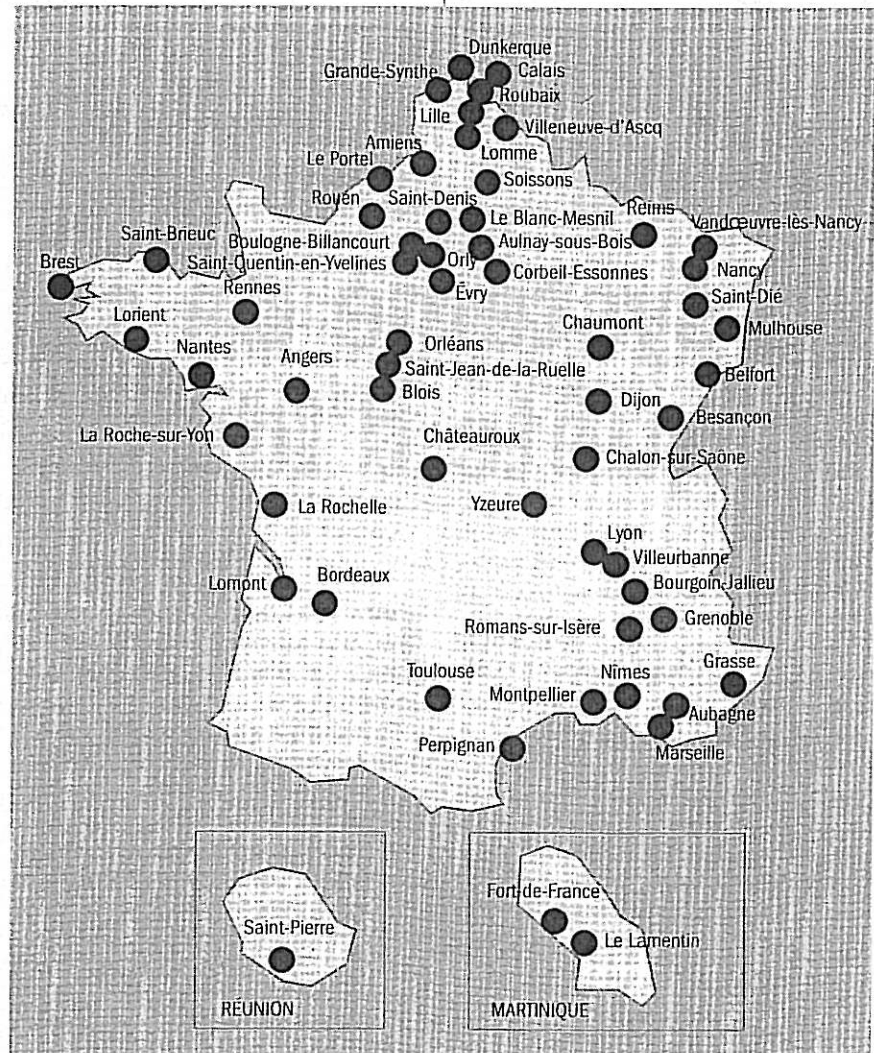 Dunkerque
Grande-Synthe
Calais
Roubaix
Lille
Villeneuve-d'Ascq
Amiens
Lomme
Le Portel
Soissons
Rouen
Saint-Denis
Le Blanc-Mesnil
Reims
Vandœuvre-lès-Nancy
Saint-Brieuc
Boulogne-Billancourt
Aulnay-sous-Bois
Brest
Saint-Quentin-en-Yvelines
Orly
Corbeil-Essonnes
Nancy
Rennes
Évry
Saint-Dié
Lorient
Chaumont
Mulhouse
Orléans
Nantes
Angers
Saint-Jean-de-la-Ruelle
Belfort
Blois
Dijon
Besançon
La Roche-sur-Yon
Châteauroux
Chalon-sur-Saône
La Rochelle
Yzeure
Lyon
Villeurbanne
Lomont
Bordeaux
Bourgoin-Jallieu
Romans-sur-Isère
Grenoble
Toulouse
Nîmes
Grasse
Montpellier
Aubagne
Perpignan
Marseille
Fort-de-France
Saint-Pierre
Le Lamentin
RÉUNION
MARTINIQUE